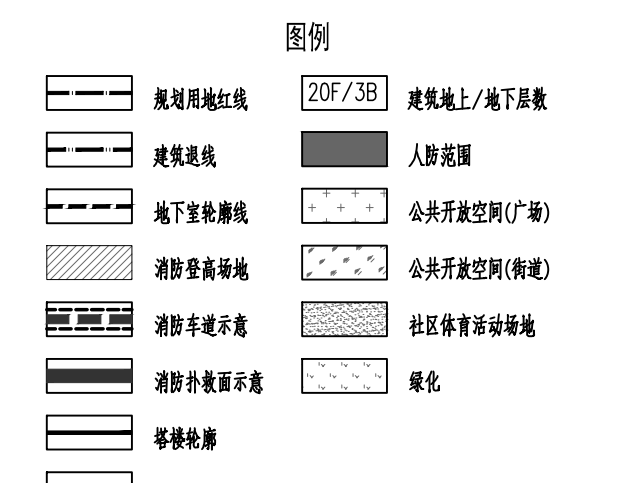 图例
规划用地红线
20F/3B 建筑地上/地下层数
建筑退线
人防范围
地下室轮廓线
公共开放空间(广场)
消防登高场地
公共开放空间(街道)
消防车道示意
社区体育活动场地
消防扑救面示意
绿化
塔楼轮廓